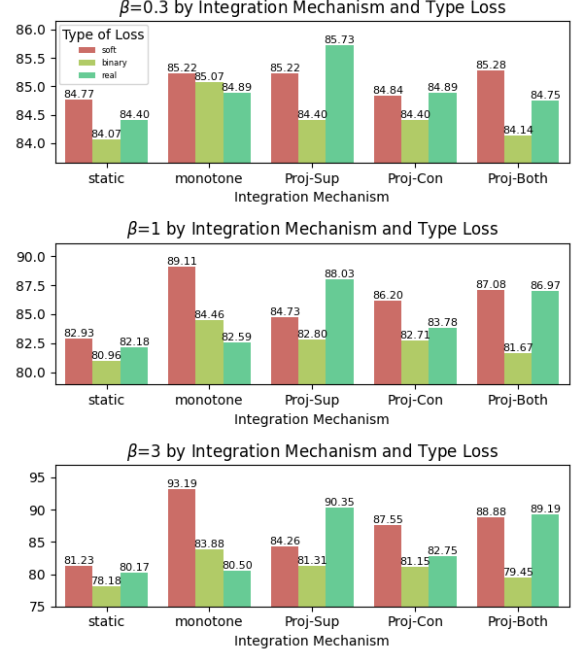 β=0.3 by Integration Mechanism and Type Loss
86.0
85.5
85.0
84.5
84.0
Type of Loss
soft
binary
real
84.77 84.07 84.40 85.22 85.07 84.89 85.22 84.40 85.73 84.84 84.40 84.89 85.28 84.14 84.75
static monotone Proj-Sup Proj-Con Proj-Both
Integration Mechanism
β=1 by Integration Mechanism and Type Loss
90.0
87.5
85.0
82.5
80.0
82.93 80.96 82.18 89.11 84.46 82.59 84.73 82.80 88.03 86.20 82.71 83.78 87.08 81.67 86.97
static monotone Proj-Sup Proj-Con Proj-Both
Integration Mechanism
β=3 by Integration Mechanism and Type Loss
95
90
85
80
75
81.23 78.18 80.17 93.19 83.88 80.50 84.26 81.31 90.35 87.55 81.15 82.75 88.88 79.45 89.19
static monotone Proj-Sup Proj-Con Proj-Both
Integration Mechanism